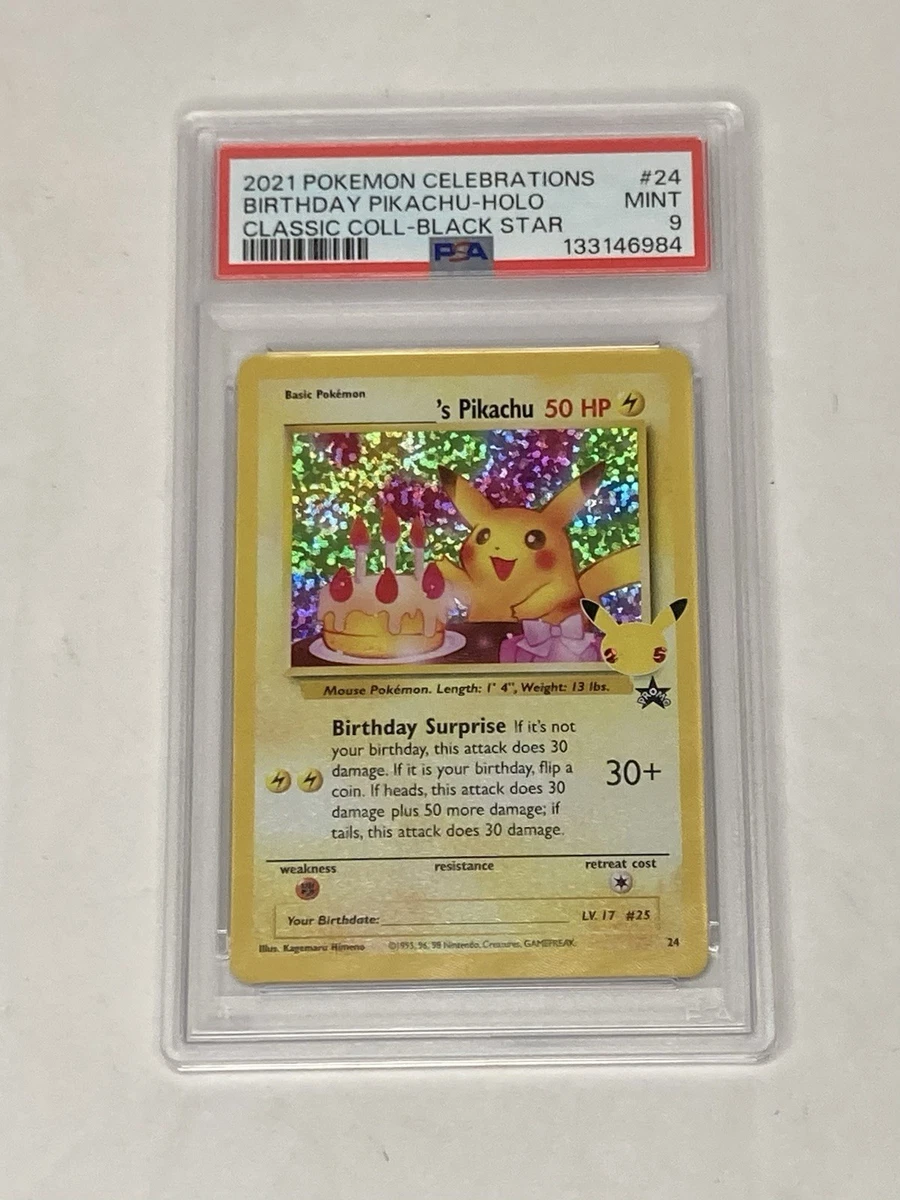 2021 POKEMON CELEBRATIONS #24
BIRTHDAY PIKACHU-HOLO MINT
CLASSIC COLL-BLACK STAR 9
PSA 133146984
Basic Pokémon
's Pikachu 50 HP
25
Mouse Pokémon. Length: 1' 4", Weight: 13 lbs.
PROMO
Birthday Surprise If it's not
your birthday, this attack does 30
damage. If it is your birthday, flip a
coin. If heads, this attack does 30
damage plus 50 more damage; if
tails, this attack does 30 damage.
30+
weakness resistance retreat cost
Your Birthdate: LV. 17 #25
Illus. Kagemaru Himeno ©1995, 96, 98 Nintendo, Creatures, GAMEFREAK. 24
PSA